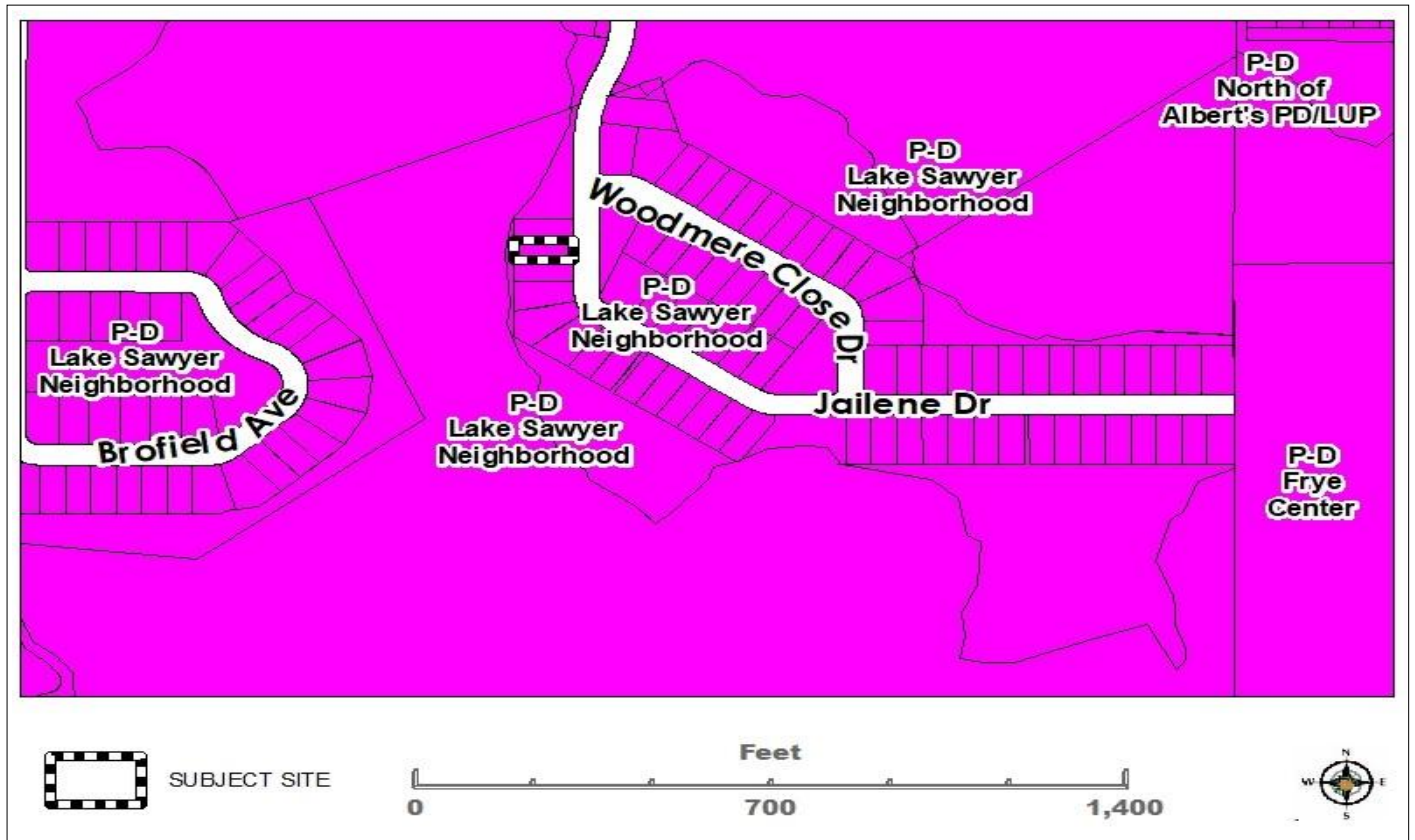 P-D
North of
Albert's PD/LUP
P-D
Lake Sawyer
Neighborhood
Woodmere Close Dr
P-D
Lake Sawyer
Neighborhood
P-D
Lake Sawyer
Neighborhood
Brofield Ave
P-D
Lake Sawyer
Neighborhood
Jailene Dr
P-D
Frye
Center
SUBJECT SITE
Feet
0 700 1,400
N
W E
S